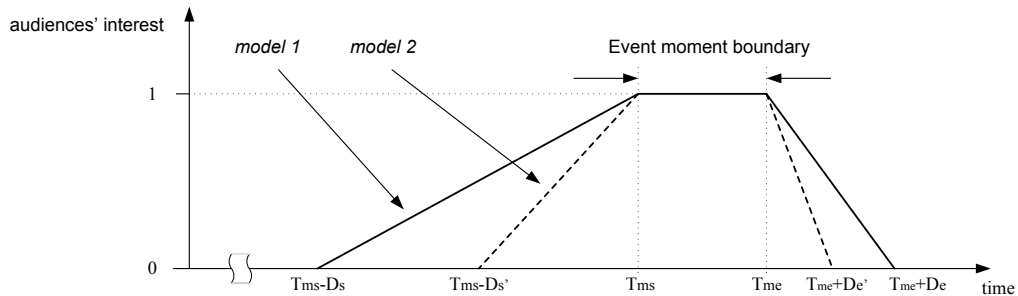 audiences' interest
model 1
model 2
Event moment boundary
1
0
Tms-Ds
Tms-Ds'
Tms
Tme
Tme+De'
Tme+De
time